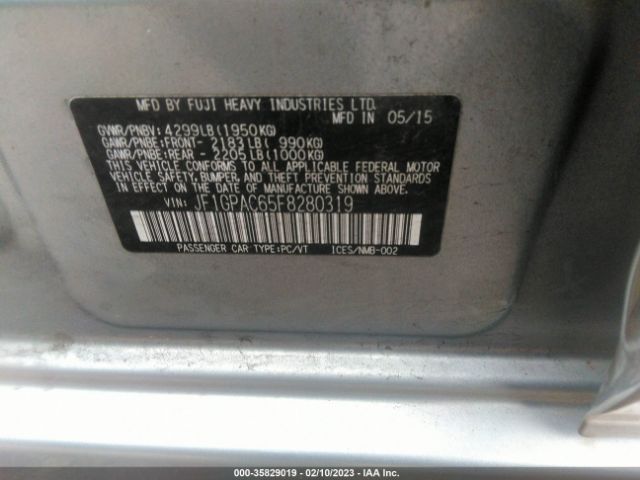 MFD BY FUJI HEAVY INDUSTRIES LTD.
MFD IN 05/15
GVWR/PNBV: 4299LB(1950KG)
GAWR/PNBE:FRONT- 2183LB( 990KG)
GAWR/PNBE:REAR - 2205LB(1000KG)
THIS VEHICLE CONFORMS TO ALL APPLICABLE FEDERAL MOTOR
VEHICLE SAFETY,BUMPER,AND THEFT PREVENTION STANDARDS
IN EFFECT ON THE DATE OF MANUFACTURE SHOWN ABOVE.
VIN: JF1GPAC65F8280319
PASSENGER CAR TYPE:PC/VT ICES/NMB-002
000-35829019 - 02/10/2023 - IAA Inc.